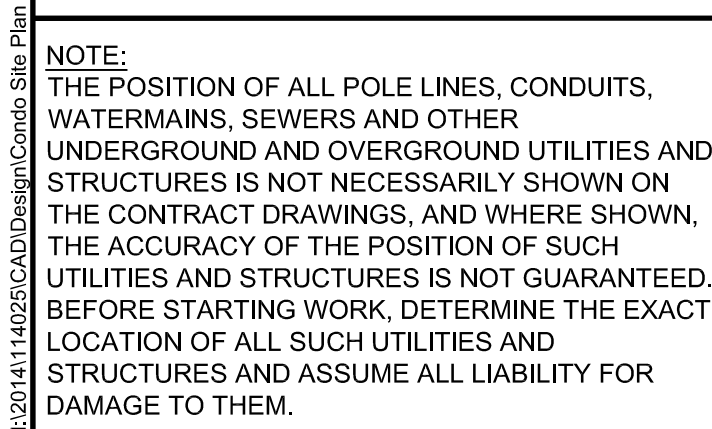 NOTE:
THE POSITION OF ALL POLE LINES, CONDUITS,
WATERMAINS, SEWERS AND OTHER
UNDERGROUND AND OVERGROUND UTILITIES AND
STRUCTURES IS NOT NECESSARILY SHOWN ON
THE CONTRACT DRAWINGS, AND WHERE SHOWN,
THE ACCURACY OF THE POSITION OF SUCH
UTILITIES AND STRUCTURES IS NOT GUARANTEED.
BEFORE STARTING WORK, DETERMINE THE EXACT
LOCATION OF ALL SUCH UTILITIES AND
STRUCTURES AND ASSUME ALL LIABILITY FOR
DAMAGE TO THEM.
:\2014\114025\CAD\Design\Condo Site Plan